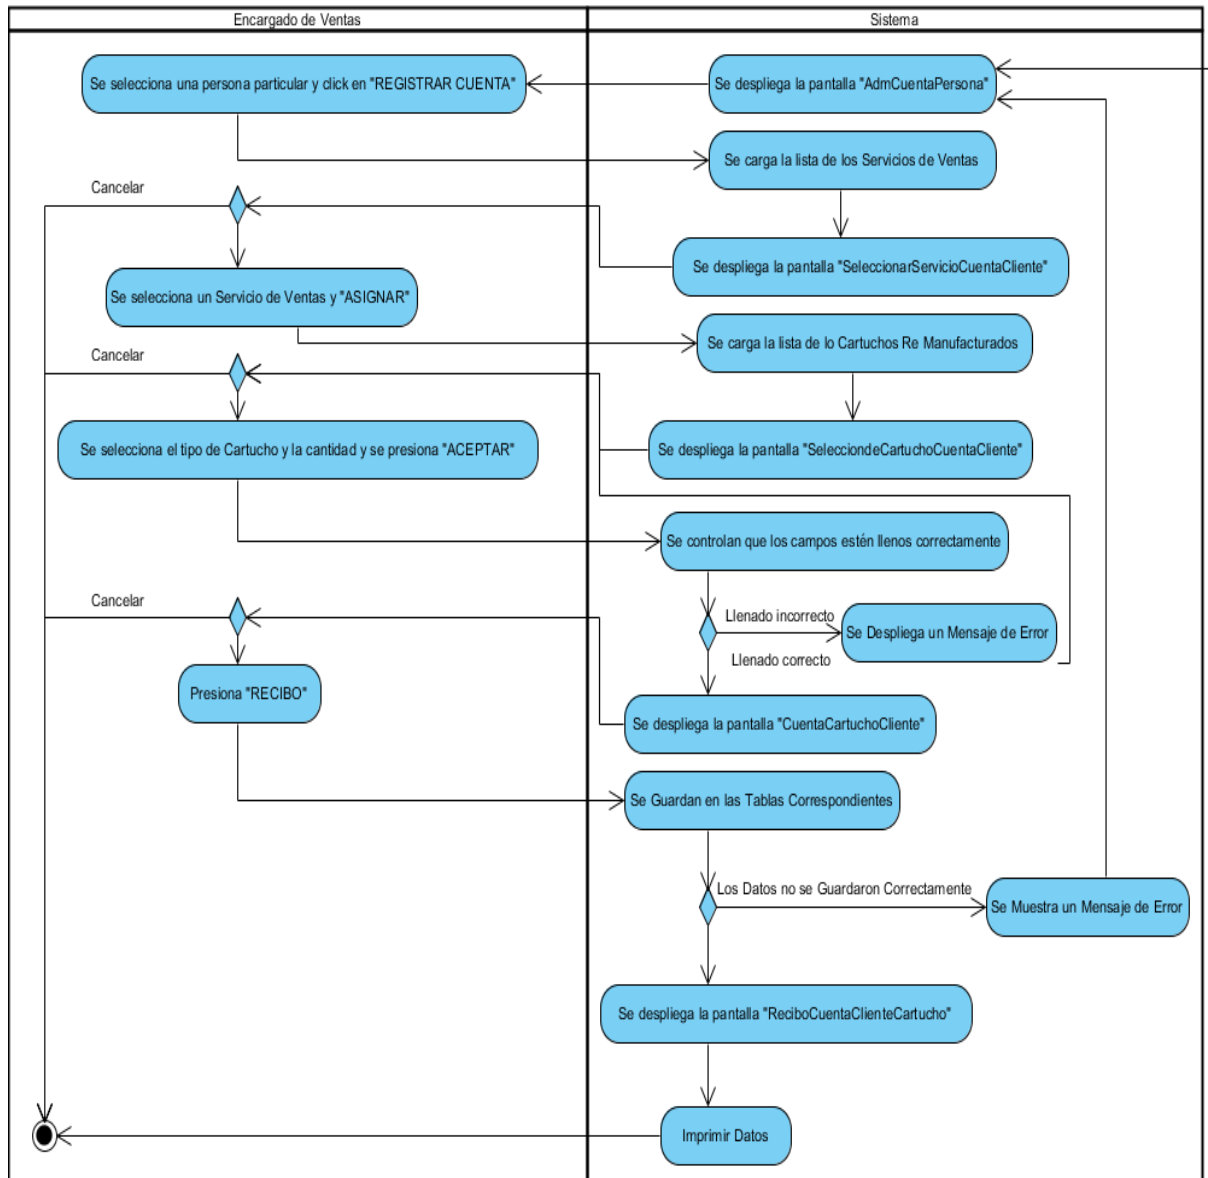 Encargado de Ventas
Sistema
Se selecciona una persona particular y click en "REGISTRAR CUENTA"
Se despliega la pantalla "AdmCuentaPersona"
Se carga la lista de los Servicios de Ventas
Cancelar
Se despliega la pantalla "SeleccionarServicioCuentaCliente"
Se selecciona un Servicio de Ventas y "ASIGNAR"
Se carga la lista de lo Cartuchos Re Manufacturados
Cancelar
Se selecciona el tipo de Cartucho y la cantidad y se presiona "ACEPTAR"
Se despliega la pantalla "SelecciondeCartuchoCuentaCliente"
Se controlan que los campos estén llenos correctamente
Cancelar
Llenado incorrecto
Se Despliega un Mensaje de Error
Llenado correcto
Presiona "RECIBO"
Se despliega la pantalla "CuentaCartuchoCliente"
Se Guardan en las Tablas Correspondientes
Los Datos no se Guardaron Correctamente
Se Muestra un Mensaje de Error
Se despliega la pantalla "ReciboCuentaClienteCartucho"
Imprimir Datos